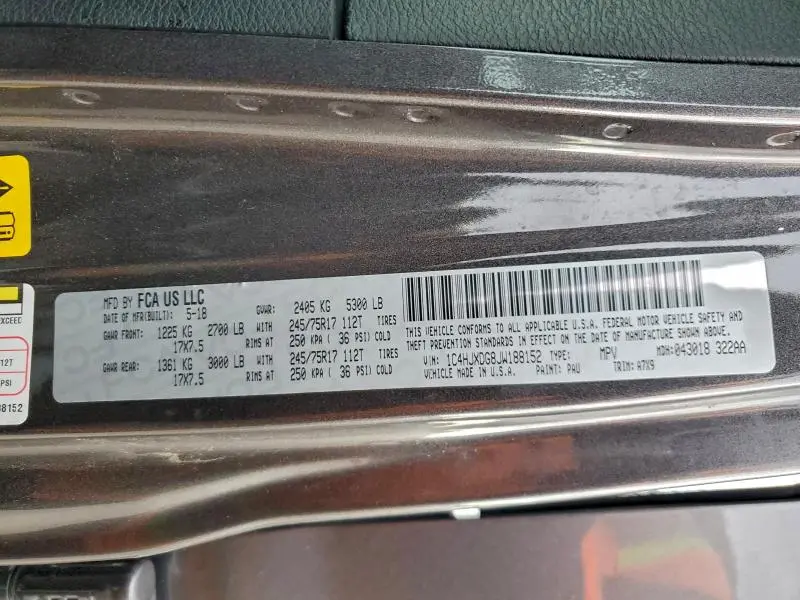 MFD BY FCA US LLC
DATE OF MFR(BUILT): 5-18 GVWR: 2405 KG 5300 LB
GAWR FRONT: 1225 KG 2700 LB WITH 245/75R17 112T TIRES
17X7.5 RIMS AT 250 KPA ( 36 PSI) COLD
GAWR REAR: 1361 KG 3000 LB WITH 245/75R17 112T TIRES
17X7.5 RIMS AT 250 KPA ( 36 PSI) COLD
THIS VEHICLE CONFORMS TO ALL APPLICABLE U.S.A. FEDERAL MOTOR VEHICLE SAFETY AND
THEFT PREVENTION STANDARDS IN EFFECT ON THE DATE OF MANUFACTURE SHOWN ABOVE.
VIN: 1C4HJXDG8JW188152 TYPE: MPV MDH: 043018 322AA
VEHICLE MADE IN U.S.A. PAINT: PAU TRIM: A7X9
EXCEEC
12T
PSI
88152